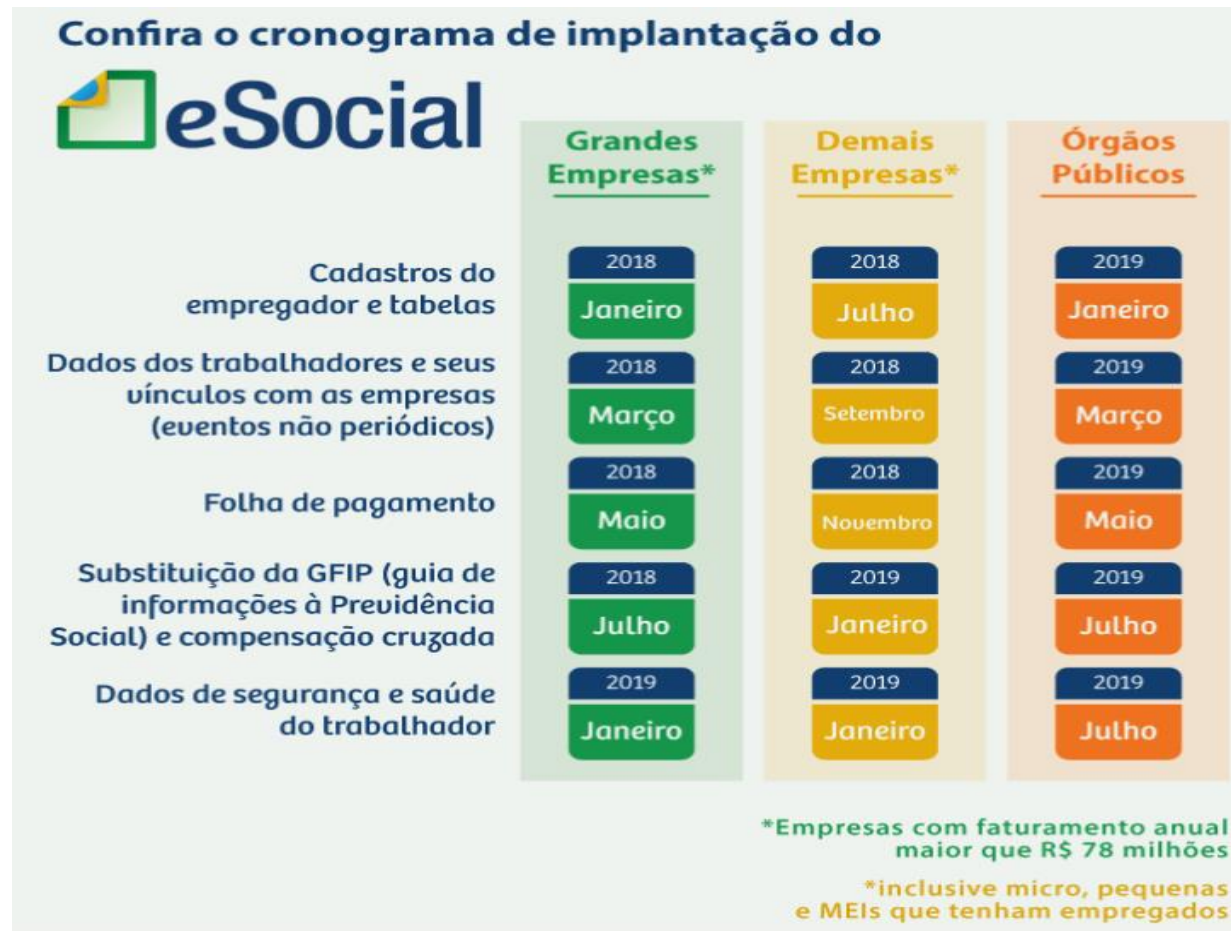 Confira o cronograma de implantação do
eSocial
Grandes
Empresas*
Demais
Empresas*
Órgãos
Públicos
Cadastros do
empregador e tabelas
2018
Janeiro
2018
Julho
2019
Janeiro
Dados dos trabalhadores e seus
vínculos com as empresas
(eventos não periódicos)
2018
Março
2018
Setembro
2019
Março
Folha de pagamento
2018
Maio
2018
Novembro
2019
Maio
Substituição da GFIP (guia de
informações à Previdência
Social) e compensação cruzada
2018
Julho
2019
Janeiro
2019
Julho
Dados de segurança e saúde
do trabalhador
2019
Janeiro
2019
Janeiro
2019
Julho
*Empresas com faturamento anual
maior que R$ 78 milhões
*inclusive micro, pequenas
e MEIs que tenham empregados